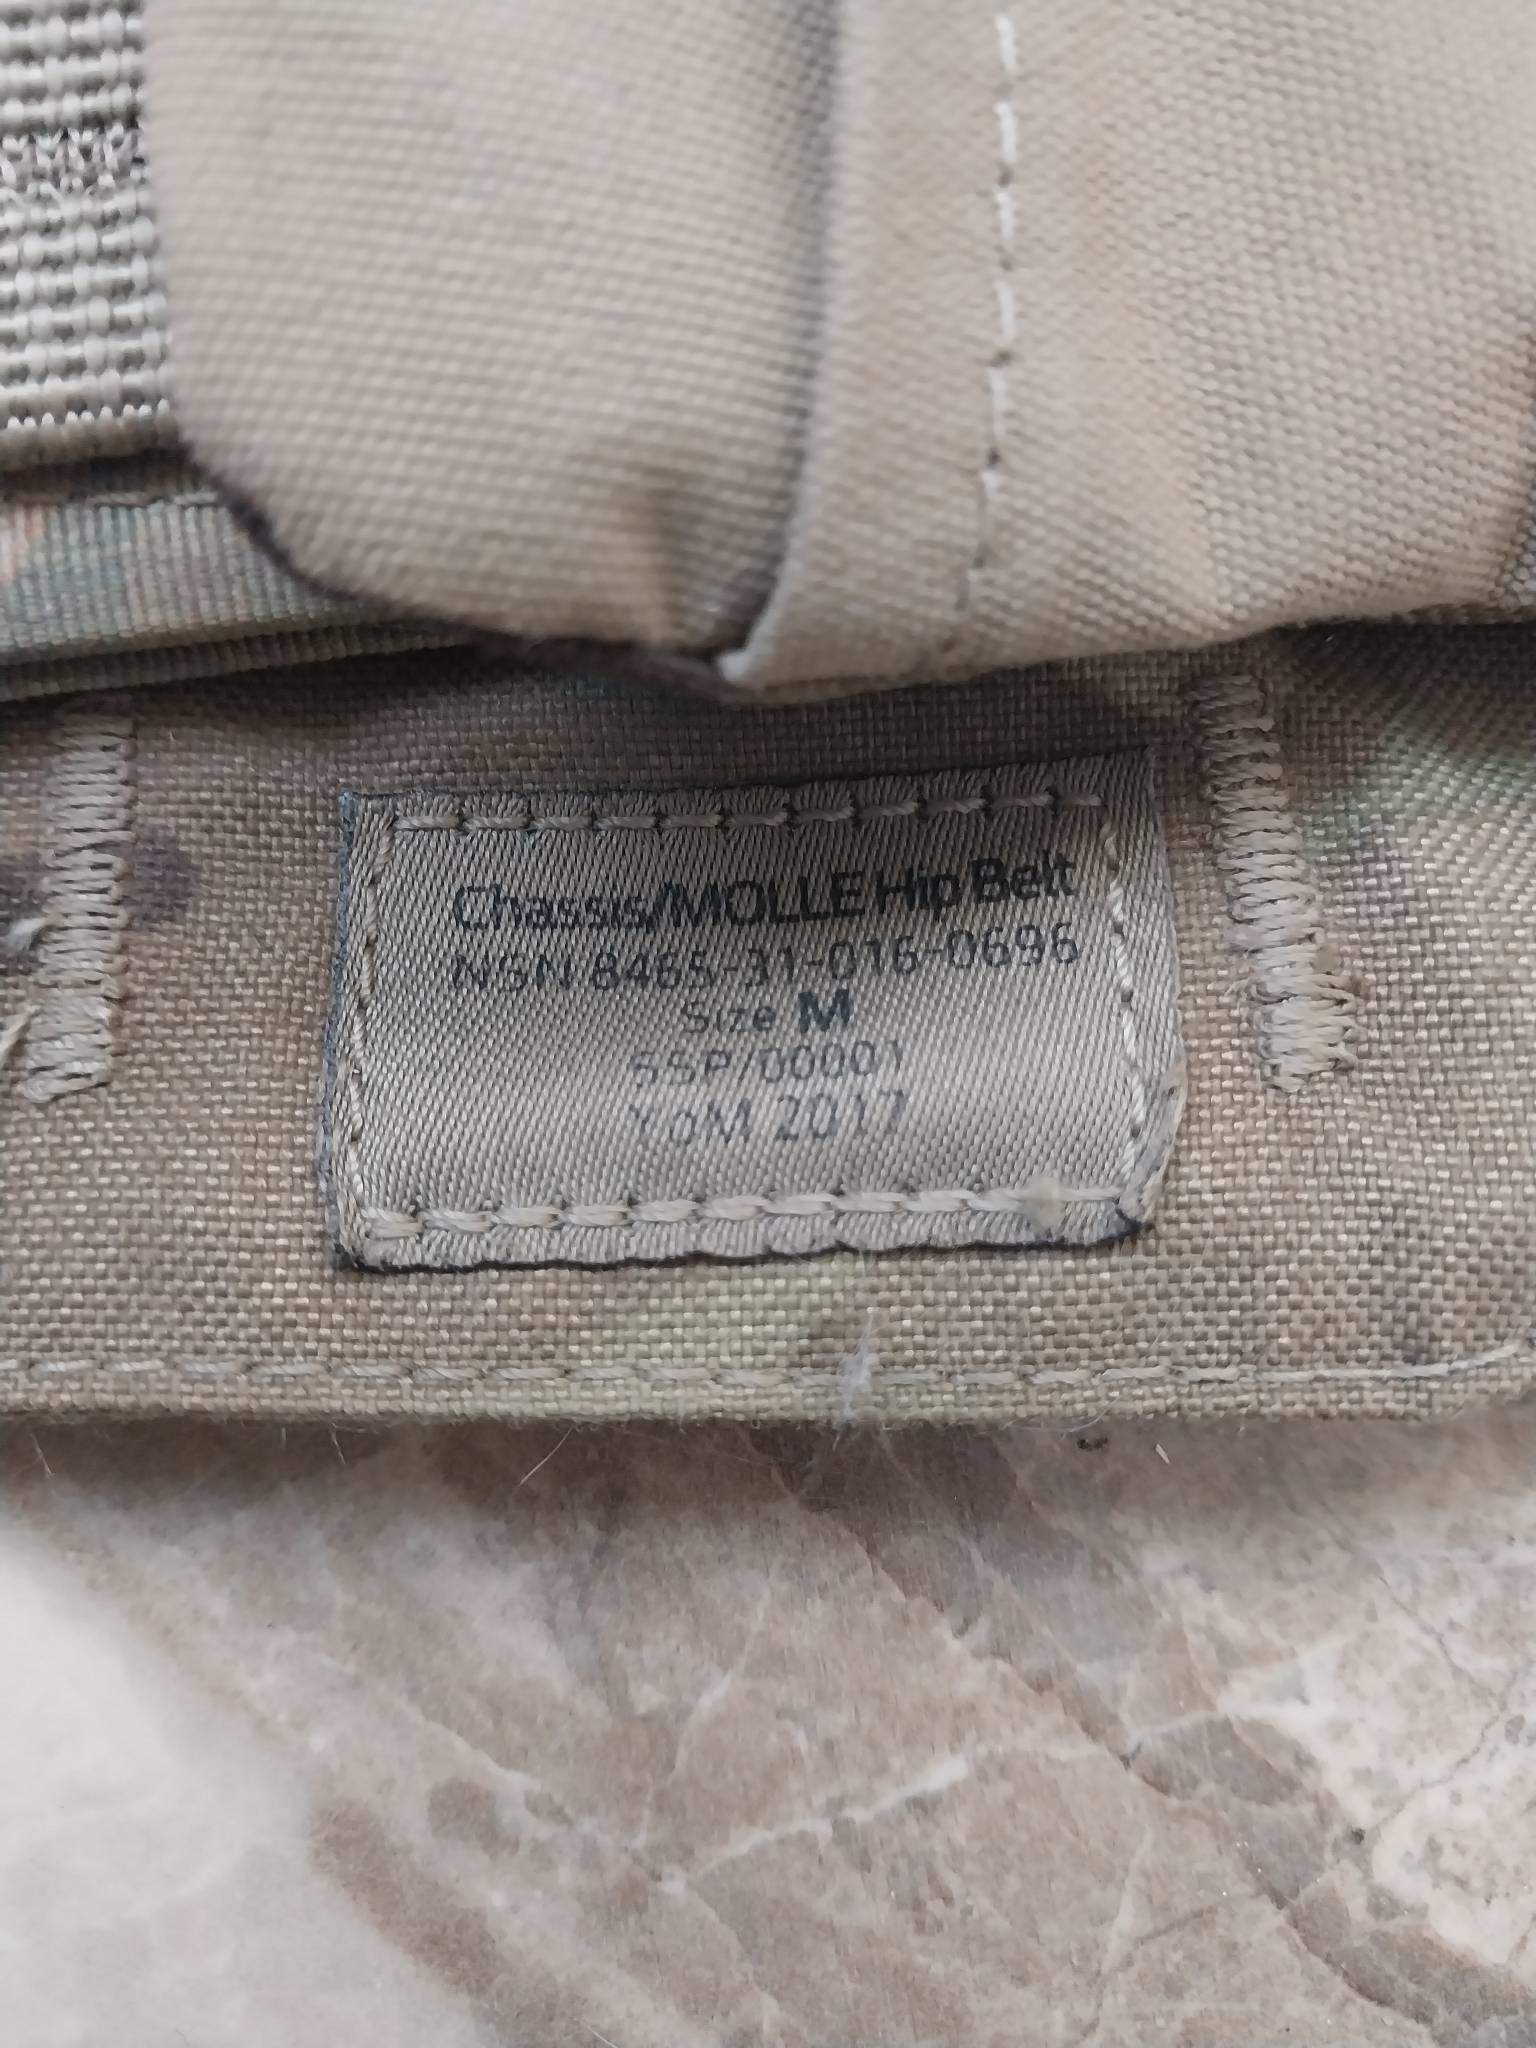 Chassis/MOLLE Hip Belt
NSN 8465-31-016-0696
Size M
SSP/00001
YoM 2017